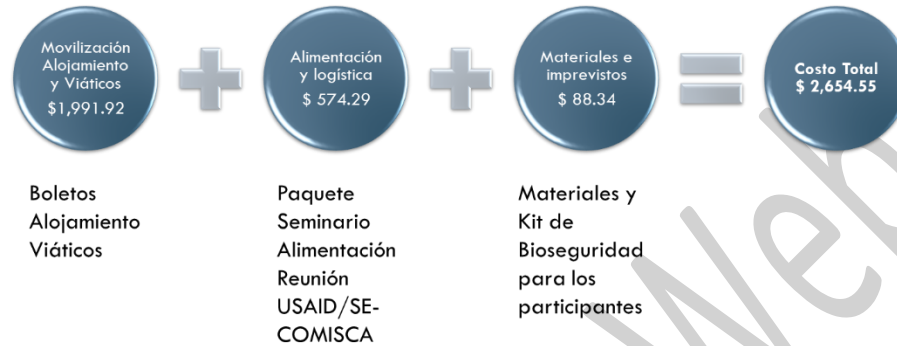 Movilización
Alojamiento
y Viáticos
$1,991.92
Alimentación
y logística
$ 574.29
Materiales e
imprevistos
$ 88.34
Costo Total
$ 2,654.55
Boletos
Alojamiento
Viáticos
Paquete
Seminario
Alimentación
Reunión
USAID/SE-
COMISCA
Materiales y
Kit de
Bioseguridad
para los
participantes
Web